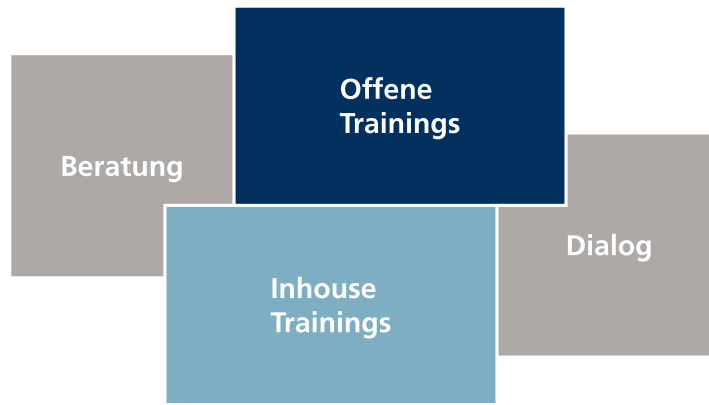 Offene
Trainings
Beratung
Dialog
Inhouse
Trainings